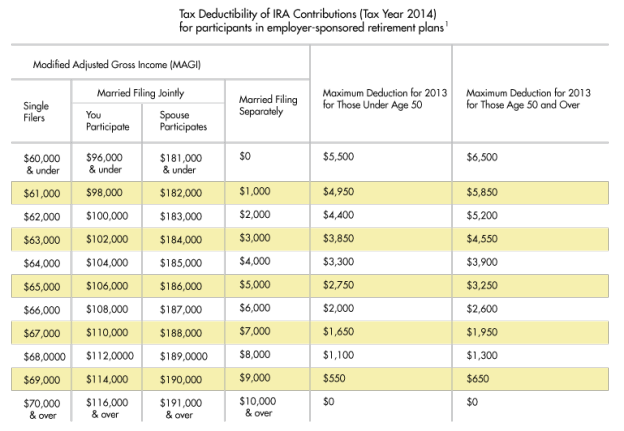 Tax Deductibility of IRA Contributions (Tax Year 2014)
for participants in employer-sponsored retirement plans¹
Modified Adjusted Gross Income (MAGI)
Single
Filers
Married Filing Jointly
You
Participate
Spouse
Participates
Married Filing
Separately
Maximum Deduction for 2013
for Those Under Age 50
Maximum Deduction for 2013
for Those Age 50 and Over
$60,000
& under
$96,000
& under
$181,000
& under
$0
$5,500
$6,500
$61,000 $98,000 $182,000 $1,000 $4,950 $5,850
$62,000 $100,000 $183,000 $2,000 $4,400 $5,200
$63,000 $102,000 $184,000 $3,000 $3,850 $4,550
$64,000 $104,000 $185,000 $4,000 $3,300 $3,900
$65,000 $106,000 $186,000 $5,000 $2,750 $3,250
$66,000 $108,000 $187,000 $6,000 $2,000 $2,600
$67,000 $110,000 $188,000 $7,000 $1,650 $1,950
$68,0000 $112,0000 $189,0000 $8,000 $1,100 $1,300
$69,000 $114,000 $190,000 $9,000 $550 $650
$70,000
& over
$116,000
& over
$191,000
& over
$10,000
& over
$0
$0